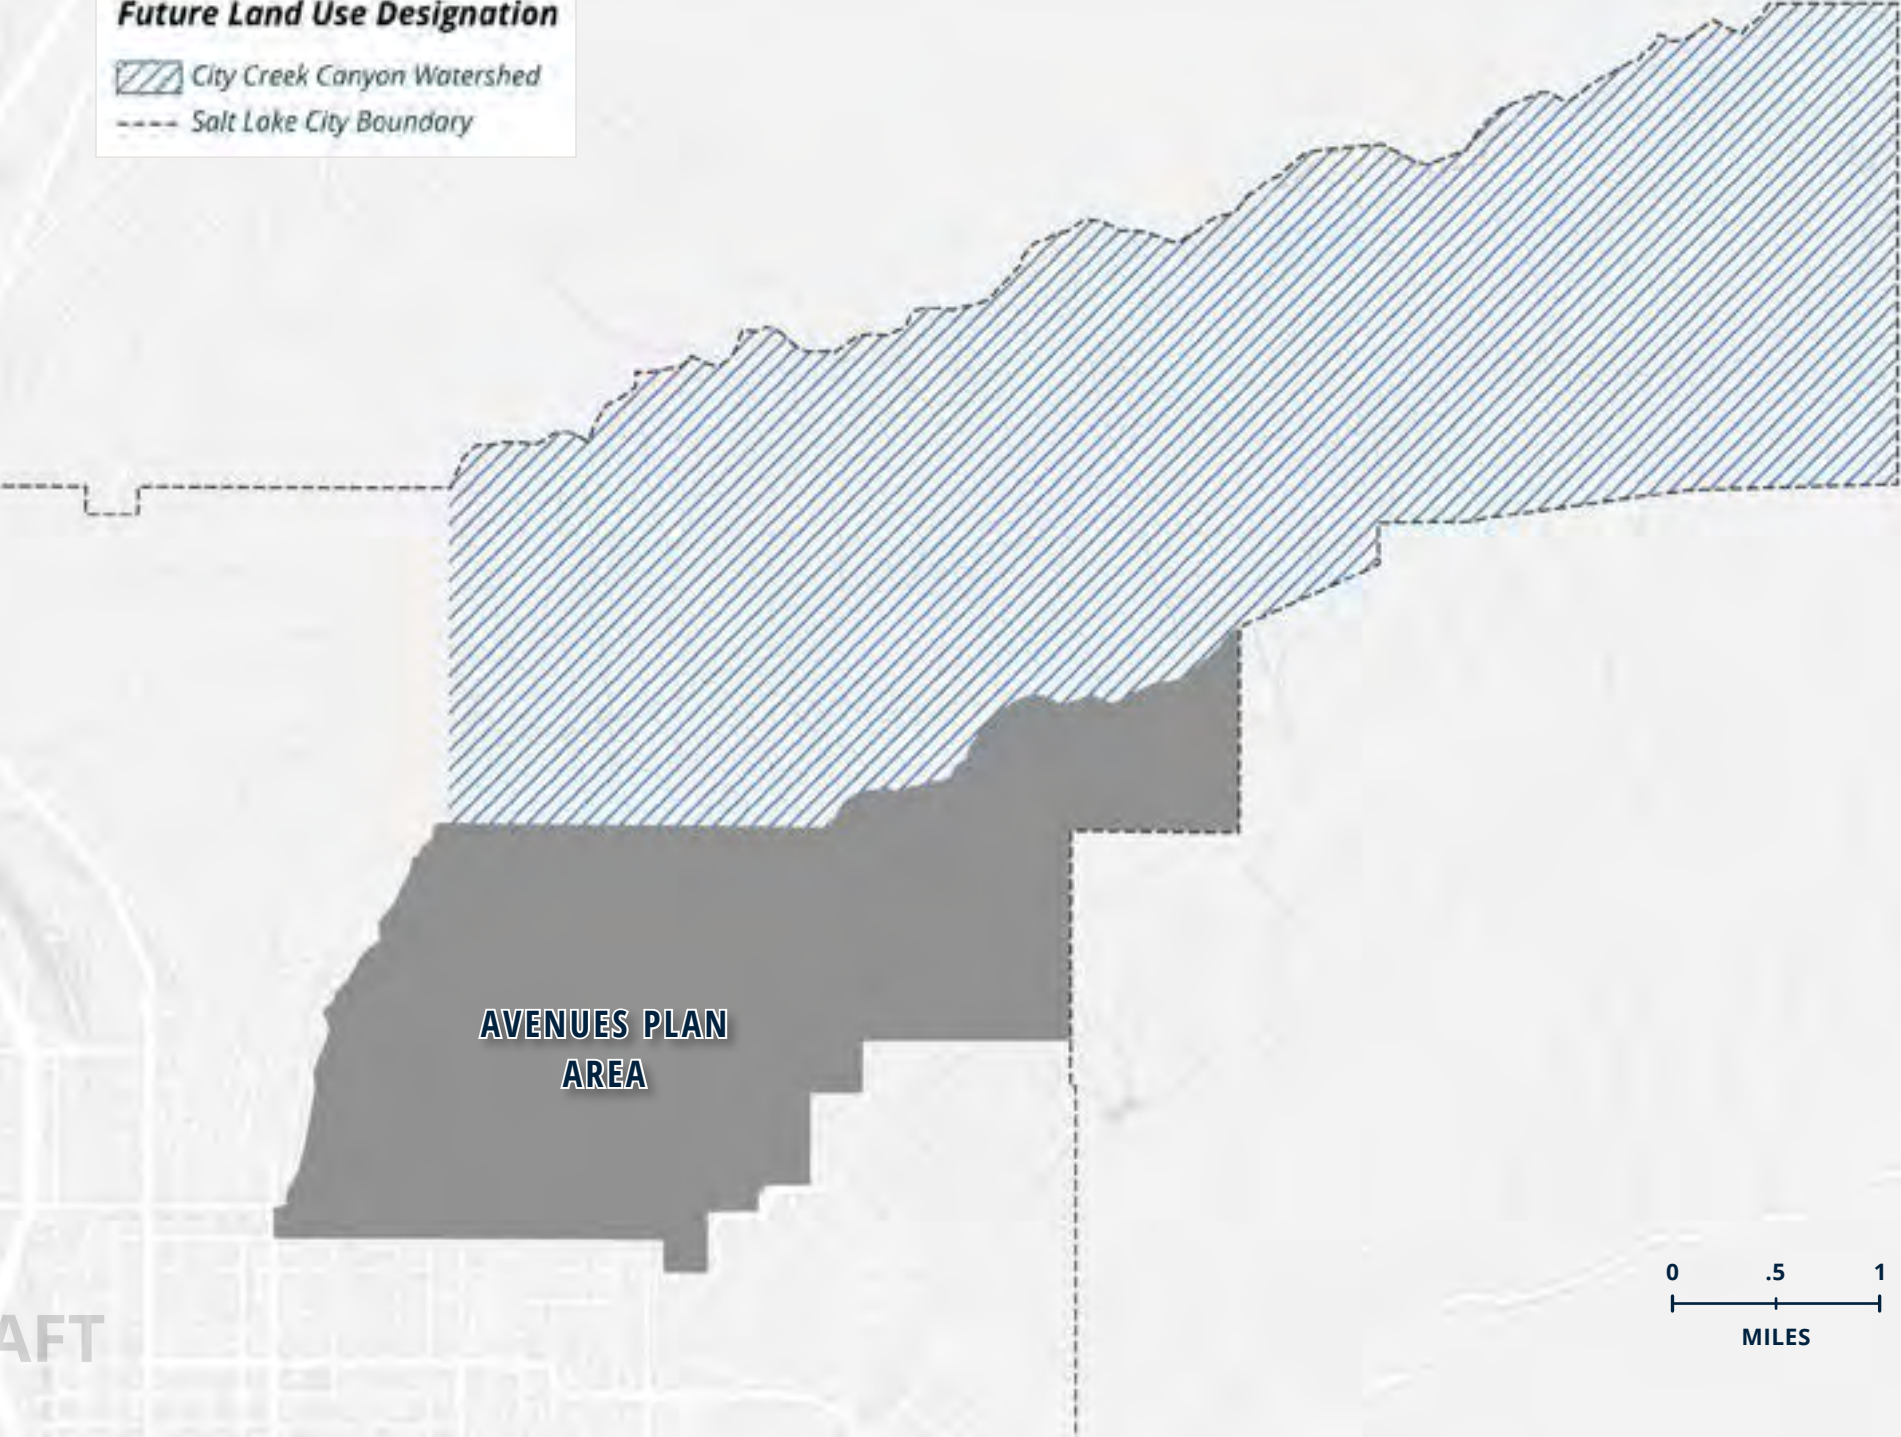 Future Land Use Designation
City Creek Canyon Watershed
Salt Lake City Boundary
AVENUES PLAN
AREA
0 .5 1
MILES
AFT